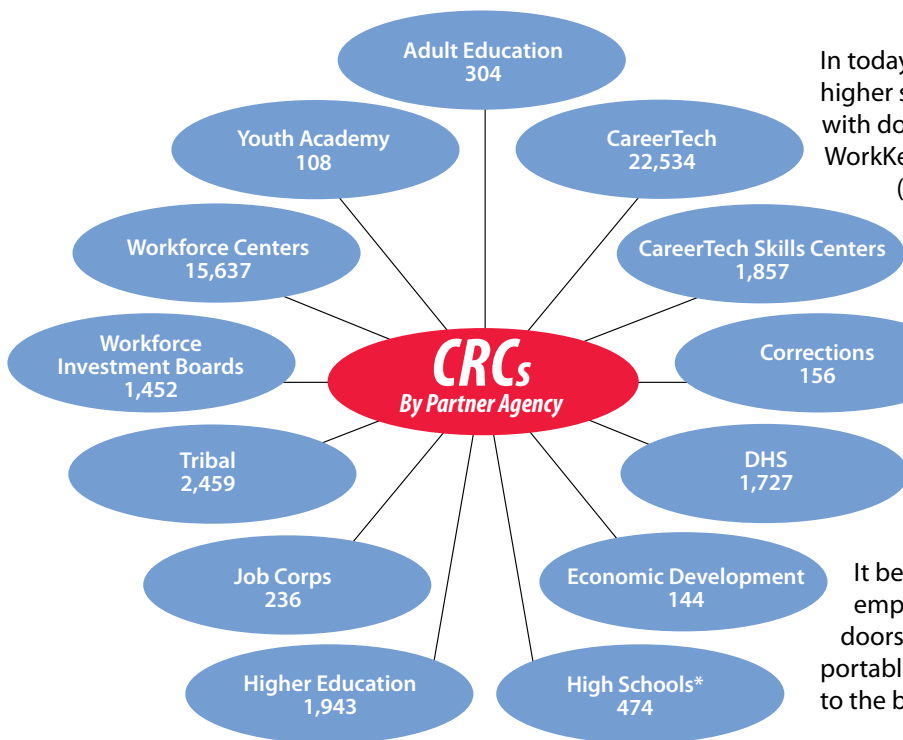 Adult Education
304
CareerTech
22,534
CareerTech Skills Centers
1,857
Corrections
156
DHS
1,727
Economic Development
144
High Schools*
474
Higher Education
1,943
Job Corps
236
Tribal
2,459
Workforce
Investment Boards
1,452
Workforce Centers
15,637
Youth Academy
108
CRCs
By Partner Agency
In today
higher s
with do
WorkKe
(
It be
emp
doors
portabl
to the b